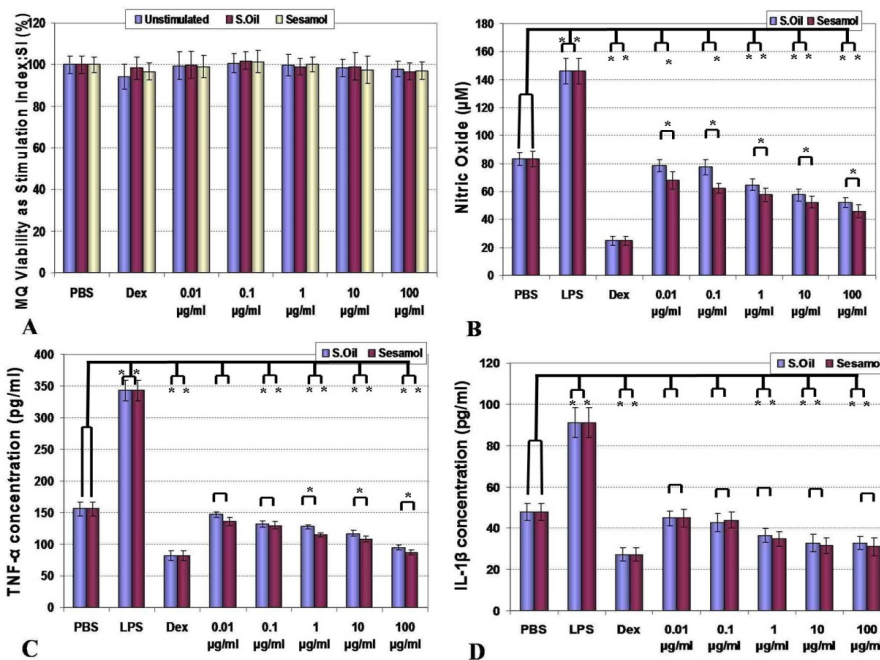 Unstimulated S.Oil Sesamol
MQ Viability as Stimulation Index:SI (%)
120
100
80
60
40
20
0
PBS Dex 0.01 0.1 1 10 100
µg/ml µg/ml µg/ml µg/ml µg/ml
A
S.Oil Sesamol
Nitric Oxide (µM)
180
160
140
120
100
80
60
40
20
0
* *
* * * * * * * * * *
* * * * *
PBS LPS Dex 0.01 0.1 1 10 100
µg/ml µg/ml µg/ml µg/ml µg/ml
B
S.Oil Sesamol
TNF-α concentration (pg/ml)
400
350
300
250
200
150
100
50
0
* *
* * * * * * * * * *
* * *
PBS LPS Dex 0.01 0.1 1 10 100
µg/ml µg/ml µg/ml µg/ml µg/ml
C
S.Oil Sesamol
IL-1β concentration (pg/ml)
120
100
80
60
40
20
0
* * * * * * * * * *
PBS LPS Dex 0.01 0.1 1 10 100
µg/ml µg/ml µg/ml µg/ml µg/ml
D